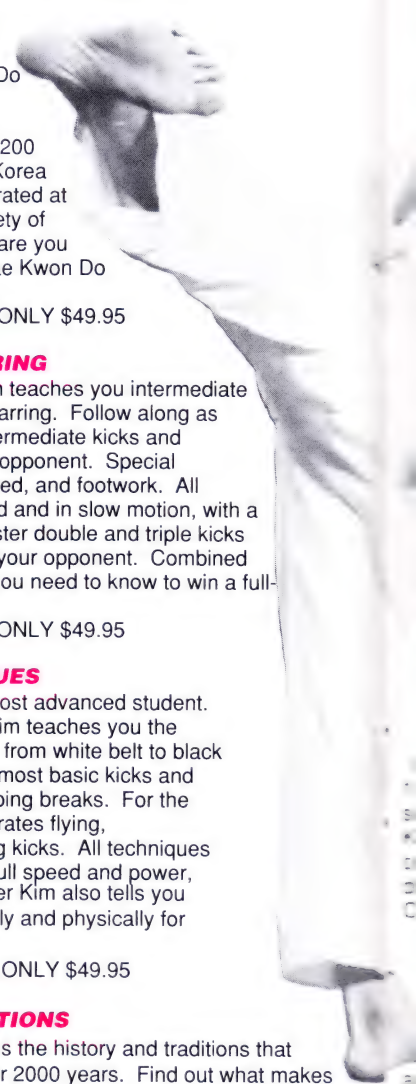 Do
200
Korea
rated at
ety of
are you
e Kwon Do
ONLY $49.95
RING
n teaches you intermediate
arring. Follow along as
ermediate kicks and
opponent. Special
ed, and footwork. All
d and in slow motion, with a
ster double and triple kicks
your opponent. Combined
ou need to know to win a full-
ONLY $49.95
UES
ost advanced student.
im teaches you the
from white belt to black
most basic kicks and
ping breaks. For the
rates flying,
g kicks. All techniques
ull speed and power,
er Kim also tells you
ly and physically for
ONLY $49.95
TIONS
s the history and traditions that
r 2000 years. Find out what makes